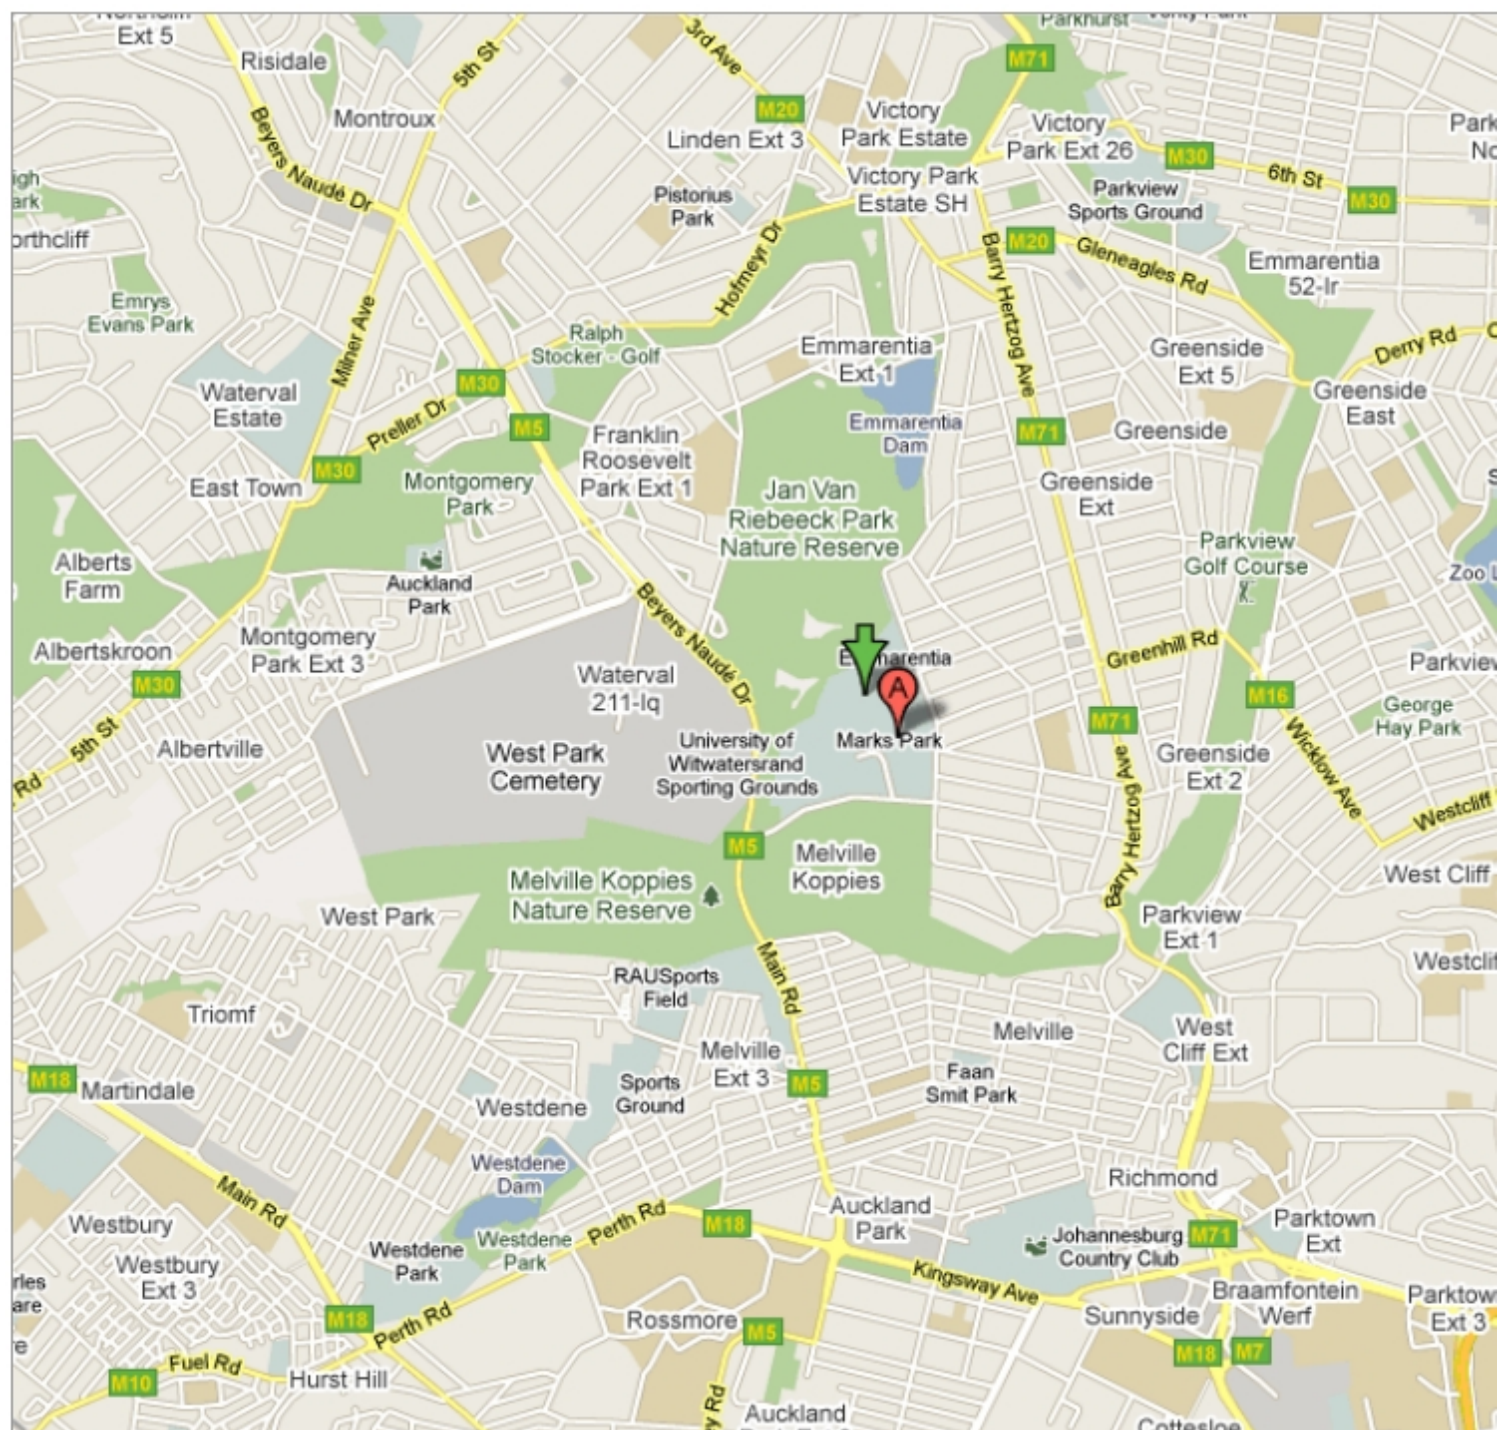 Ext 5
Risidale
5th St
3rd Ave
M71
Parkhurst
Montroux
M20
Linden Ext 3
Victory
Park Estate
Victory
Park Ext 26
M30
6th St
M30
Beyers Naudé Dr
Pistorius
Park
Victory Park
Estate SH
Parkview
Sports Ground
Hofmeyr Dr
M20
Gleneagles Rd
Barry Hertzog Ave
Emmarentia
52-Ir
Emrys
Evans Park
Milner Ave
Ralph
Stocker - Golf
Emmarentia
Ext 1
Greenside
Ext 5
Derry Rd
Waterval
Estate
M30
Preller Dr
M5
Greenside
East
Emmarentia
Dam
M71
Greenside
Franklin
Roosevelt
Park Ext 1
M30
East Town
Montgomery
Park
Jan Van
Riebeeck Park
Nature Reserve
Greenside
Ext
Alberts
Farm
Auckland
Park
Parkview
Golf Course
Beyers Naudé Dr
Albertskroon
Montgomery
Park Ext 3
M30
5th St
Albertville
Waterval
211-Iq
Emmarentia
A
Greenhill Rd
M16
George
Hay Park
M71
West Park
Cemetery
University of
Witwatersrand
Sporting Grounds
Marks Park
Greenside
Ext 2
Wicklow Ave
Westcliff
Rd
Barry Hertzog Ave
M5
Melville
Koppies
Melville Koppies
Nature Reserve
West Cliff
West Park
Parkview
Ext 1
Main Rd
RAUSports
Field
Triomf
Melville
West
Cliff Ext
Melville
Ext 3
M18
Martindale
Sports
Ground
M5
Faan
Smit Park
Westdene
Westdene
Dam
Richmond
Main Rd
Westbury
Perth Rd
M18
Auckland
Park
Johannesburg
Country Club
M71
Parktown
Ext
Westbury
Ext 3
Westdene
Park
Westdene
Park
Kingsway Ave
Braamfontein
Werf
Sunnyside
Ext 3
M18
Perth Rd
Rossmore
M5
M18
M7
Fuel Rd
M10
Hurst Hill
Rd
Auckland
Cottesloe